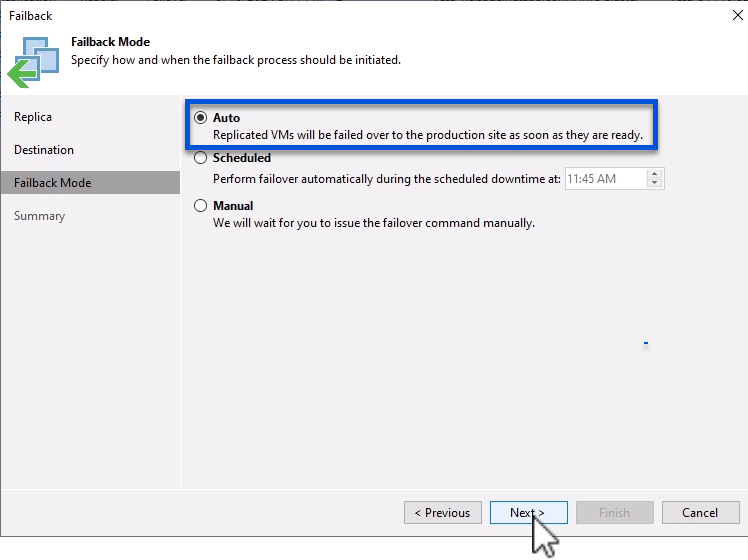 Failback
Failback Mode
Specify how and when the failback process should be initiated.
Replica
Destination
Failback Mode
Summary
Auto
Replicated VMs will be failed over to the production site as soon as they are ready.
Scheduled
Perform failover automatically during the scheduled downtime at: 11:45 AM
Manual
We will wait for you to issue the failover command manually.
< Previous
Next >
Finish
Cancel